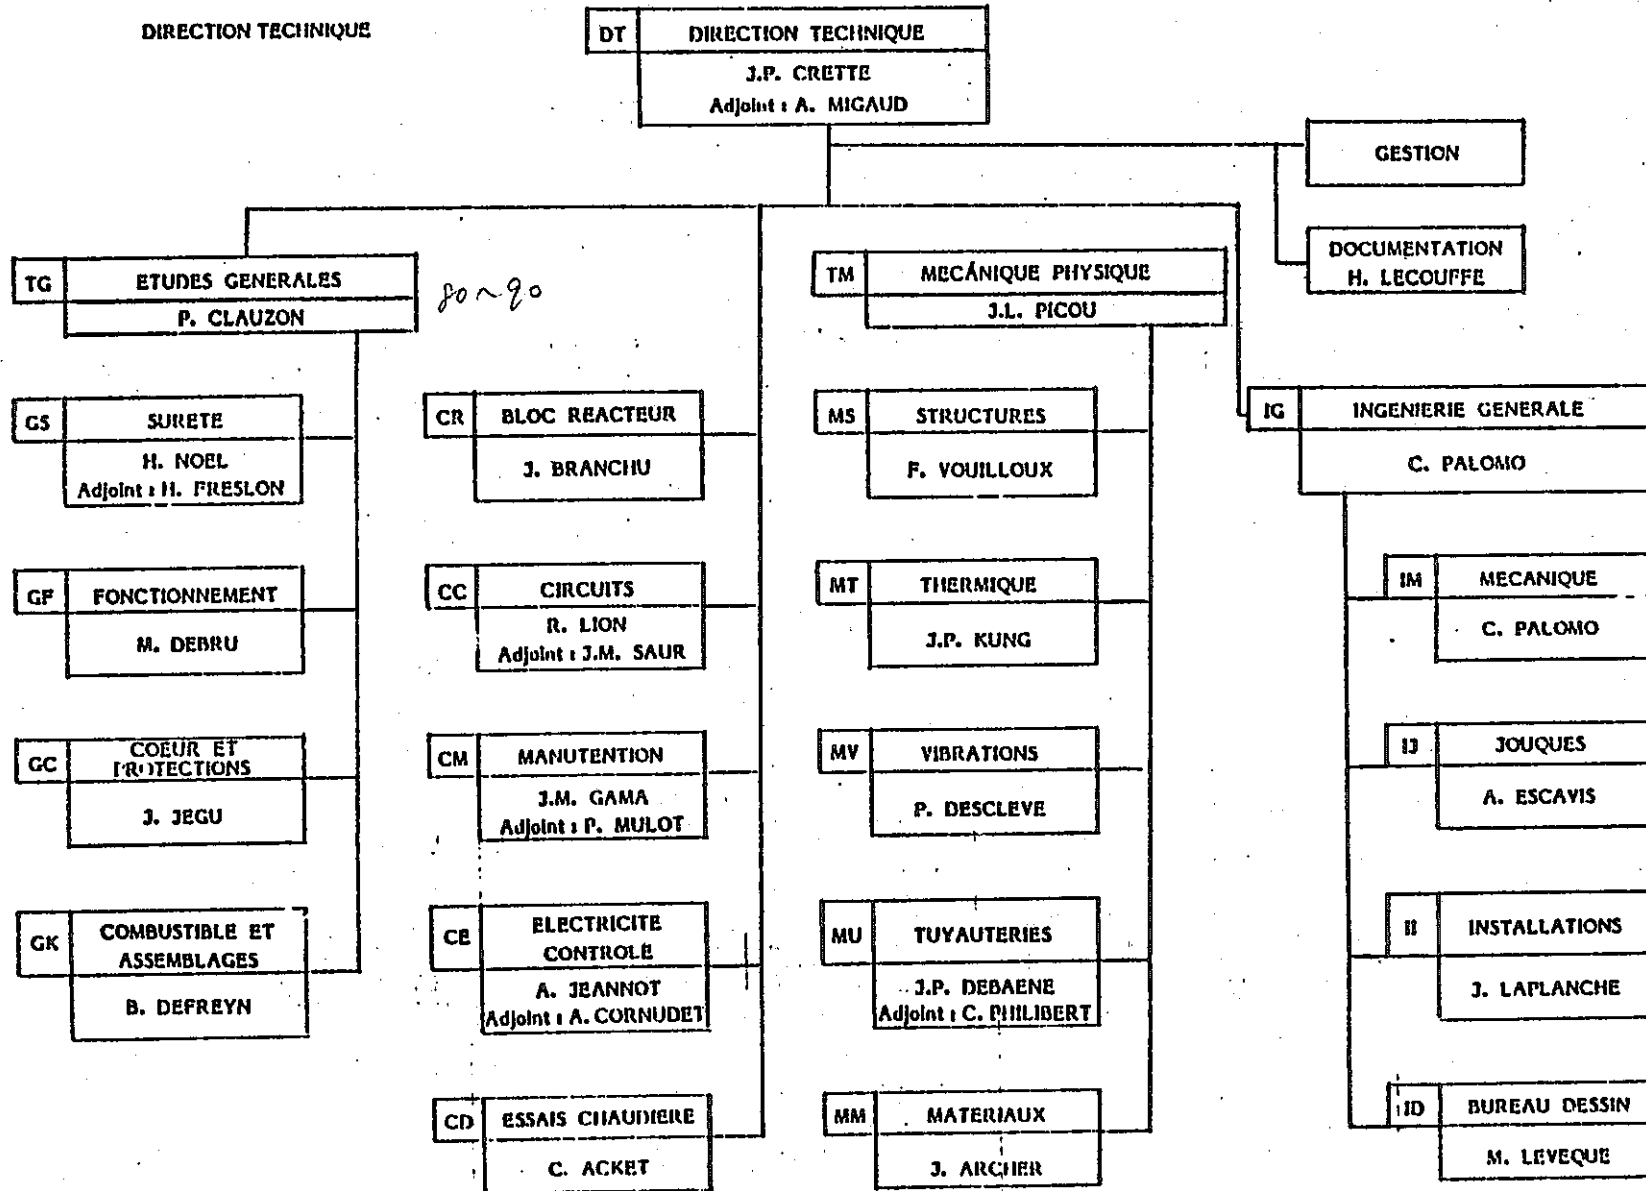 DIRECTION TECHNIQUE
DT
DIRECTION TECHNIQUE
J.P. CRETTE
Adjoint : A. MIGAUD
GESTION
DOCUMENTATION
H. LECOUFFE
TG
ETUDES GENERALES
P. CLAUZON
80~90
TM
MECANIQUE PHYSIQUE
J.L. PICOU
GS
SURETE
H. NOEL
Adjoint : H. FRESLON
CR
BLOC REACTEUR
J. BRANCHU
MS
STRUCTURES
F. VOUILLOUX
IG
INGENIERIE GENERALE
C. PALOMO
GF
FONCTIONNEMENT
M. DEBRU
CC
CIRCUITS
R. LION
Adjoint : J.M. SAUR
MT
THERMIQUE
J.P. KUNG
IM
MECANIQUE
C. PALOMO
GC
COEUR ET
PROTECTIONS
J. JEGU
CM
MANUTENTION
J.M. GAMA
Adjoint : P. MULOT
MV
VIBRATIONS
P. DESCLEVE
IJ
JOUQUES
A. ESCAVIS
GK
COMBUSTIBLE ET
ASSEMBLAGES
B. DEFREYN
CE
ELECTRICITE
CONTROLE
A. JEANNOT
Adjoint : A. CORNUDET
MU
TUYAUTERIES
J.P. DEBAENE
Adjoint : C. PHILIBERT
II
INSTALLATIONS
J. LAPLANCHE
CD
ESSAIS CHAUDIERE
C. ACKET
MM
MATERIAUX
J. ARCHER
ID
BUREAU DESSIN
M. LEVEQUE